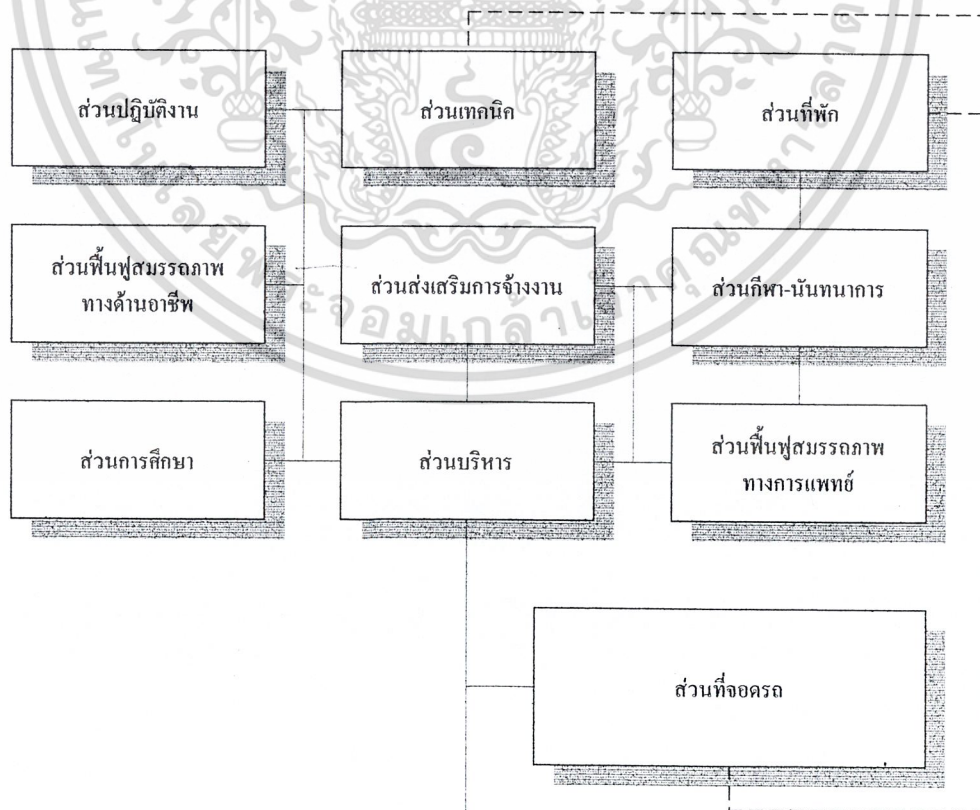 ส่วนปฏิบัติงาน
ส่วนเทคนิค
ส่วนที่พัก
ส่วนฟื้นฟูสมรรถภาพ
ทางด้านอาชีพ
ส่วนส่งเสริมการจ้างงาน
ส่วนกีฬา-นันทนาการ
ส่วนการศึกษา
ส่วนบริหาร
ส่วนฟื้นฟูสมรรถภาพ
ทางการแพทย์
ส่วนที่จอดรถ